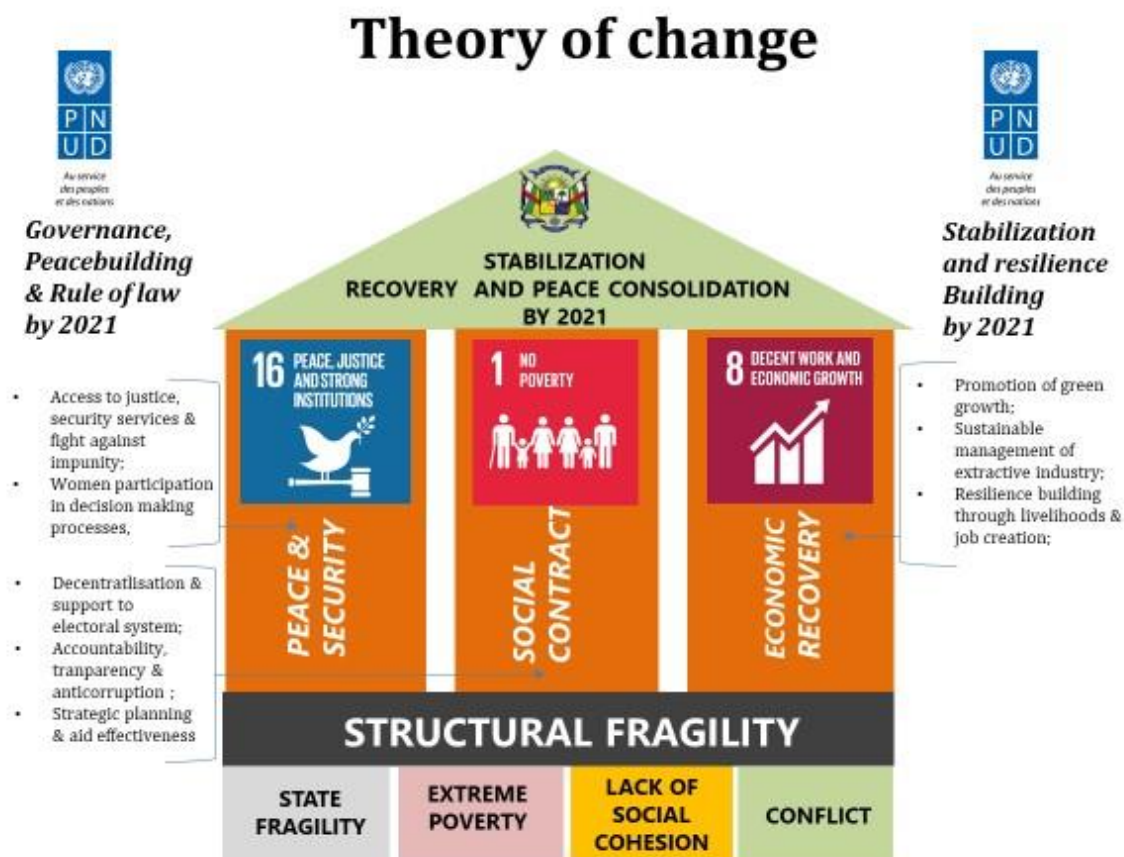 Theory of change
P N
U D
Au service
des peuples
et des nations
Governance,
Peacebuilding
& Rule of law
by 2021
• Access to justice,
security services &
fight against
impunity;
• Women participation
in decision making
processes,
• Decentratlisation &
support to
electoral system;
• Accountability,
tranparency &
anticorruption ;
• Strategic planning
& aid effectiveness
STABILIZATION
RECOVERY AND PEACE CONSOLIDATION
BY 2021
16 PEACE, JUSTICE
AND STRONG
INSTITUTIONS
PEACE &
SECURITY
1 NO
POVERTY
SOCIAL
CONTRACT
8 DECENT WORK AND
ECONOMIC GROWTH
ECONOMIC
RECOVERY
P N
U D
Au service
des peuples
et des nations
Stabilization
and resilience
Building
by 2021
• Promotion of green
growth;
• Sustainable
management of
extractive industry;
• Resilience building
through livelihoods &
job creation;
STRUCTURAL FRAGILITY
STATE
FRAGILITY
EXTREME
POVERTY
LACK OF
SOCIAL
COHESION
CONFLICT